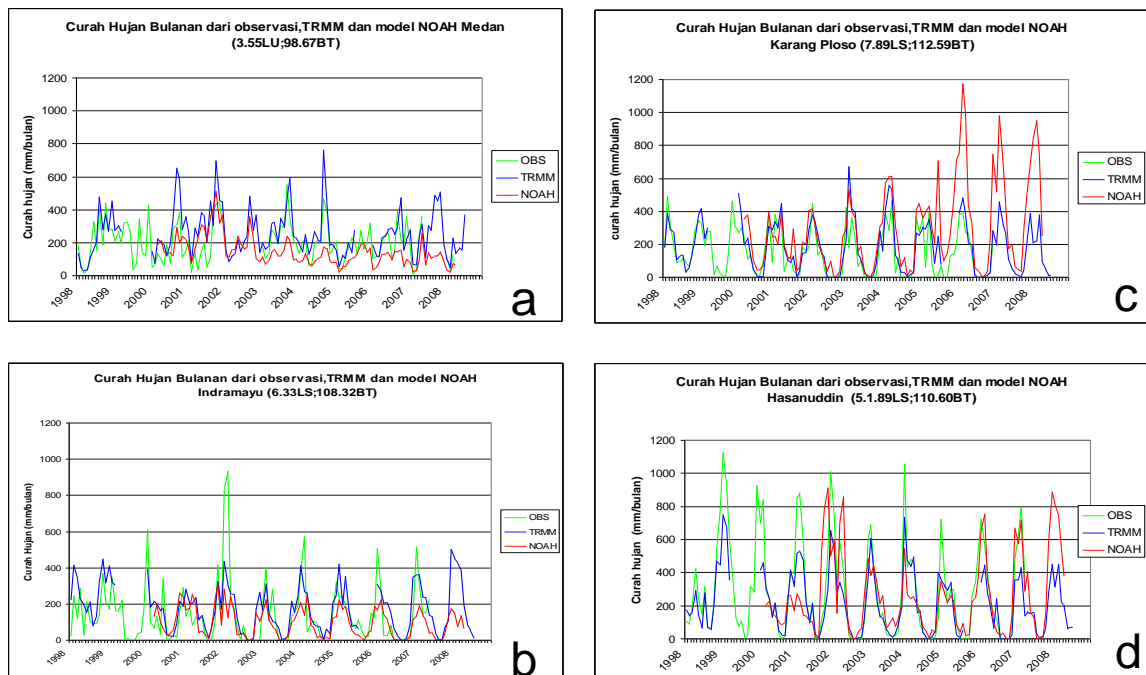 Curah Hujan Bulanan dari observasi,TRMM dan model NOAH Medan
(3.55LU;98.67BT)
Curah hujan (mm/bulan)
1200
1000
800
600
400
200
0
1998
1999
2000
2001
2002
2003
2004
2005
2006
2007
2008
OBS
TRMM
NOAH
a
Curah Hujan Bulanan dari observasi,TRMM dan model NOAH
Karang Ploso (7.89LS;112.59BT)
curah hujan (mm/bulan)
1200
1000
800
600
400
200
0
1998
1999
2000
2001
2002
2003
2004
2005
2006
2007
2008
OBS
TRMM
NOAH
c
Curah Hujan Bulanan dari observasi,TRMM dan model NOAH
Indramayu (6.33LS;108.32BT)
Curah hujan (mm/bulan)
1200
1000
800
600
400
200
0
1998
1999
2000
2001
2002
2003
2004
2005
2006
2007
2008
OBS
TRMM
NOAH
b
Curah Hujan Bulanan dari observasi,TRMM dan model NOAH
Hasanuddin (5.1.89LS;110.60BT)
Curah hujan (mm/bulan)
1200
1000
800
600
400
200
0
1998
1999
2000
2001
2002
2003
2004
2005
2006
2007
2008
OBS
TRMM
NOAH
d